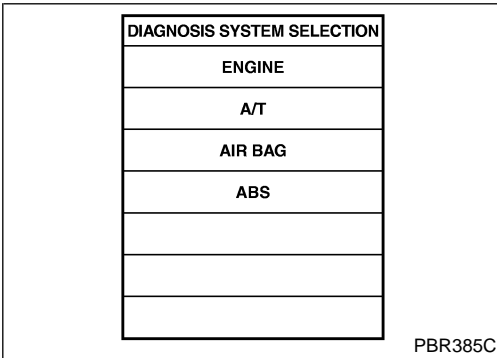 DIAGNOSIS SYSTEM SELECTION
ENGINE
A/T
AIR BAG
ABS
PBR385C